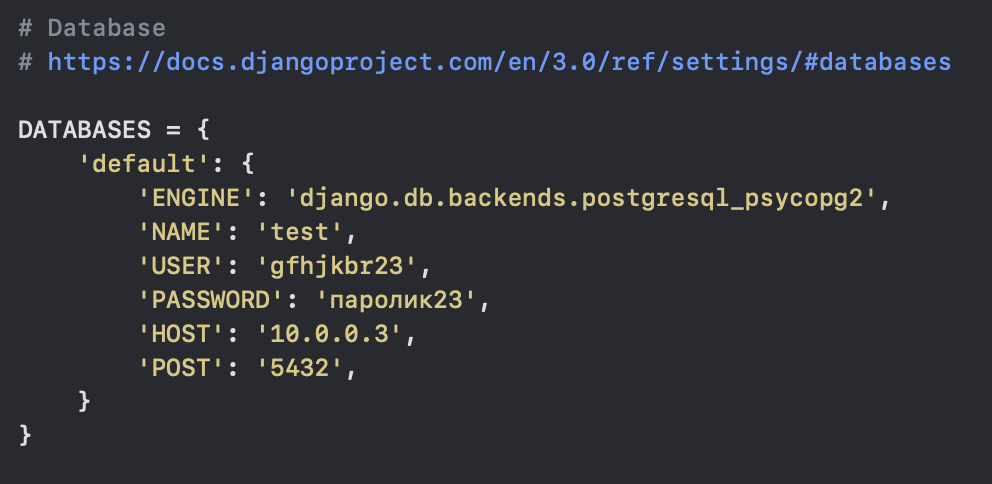 # Database
# https://docs.djangoproject.com/en/3.0/ref/settings/#databases
DATABASES = {
    'default': {
        'ENGINE': 'django.db.backends.postgresql_psycopg2',
        'NAME': 'test',
        'USER': 'gfhjkbr23',
        'PASSWORD': 'паролик23',
        'HOST': '10.0.0.3',
        'POST': '5432',
    }
}